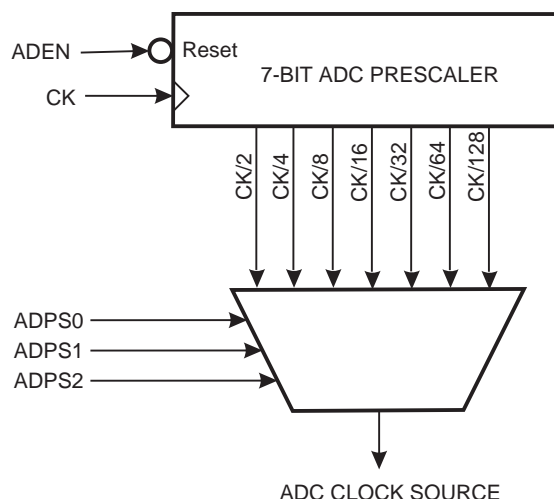 ADEN
Reset
7-BIT ADC PRESCALER
CK
CK/2
CK/4
CK/8
CK/16
CK/32
CK/64
CK/128
ADPS0
ADPS1
ADPS2
ADC CLOCK SOURCE